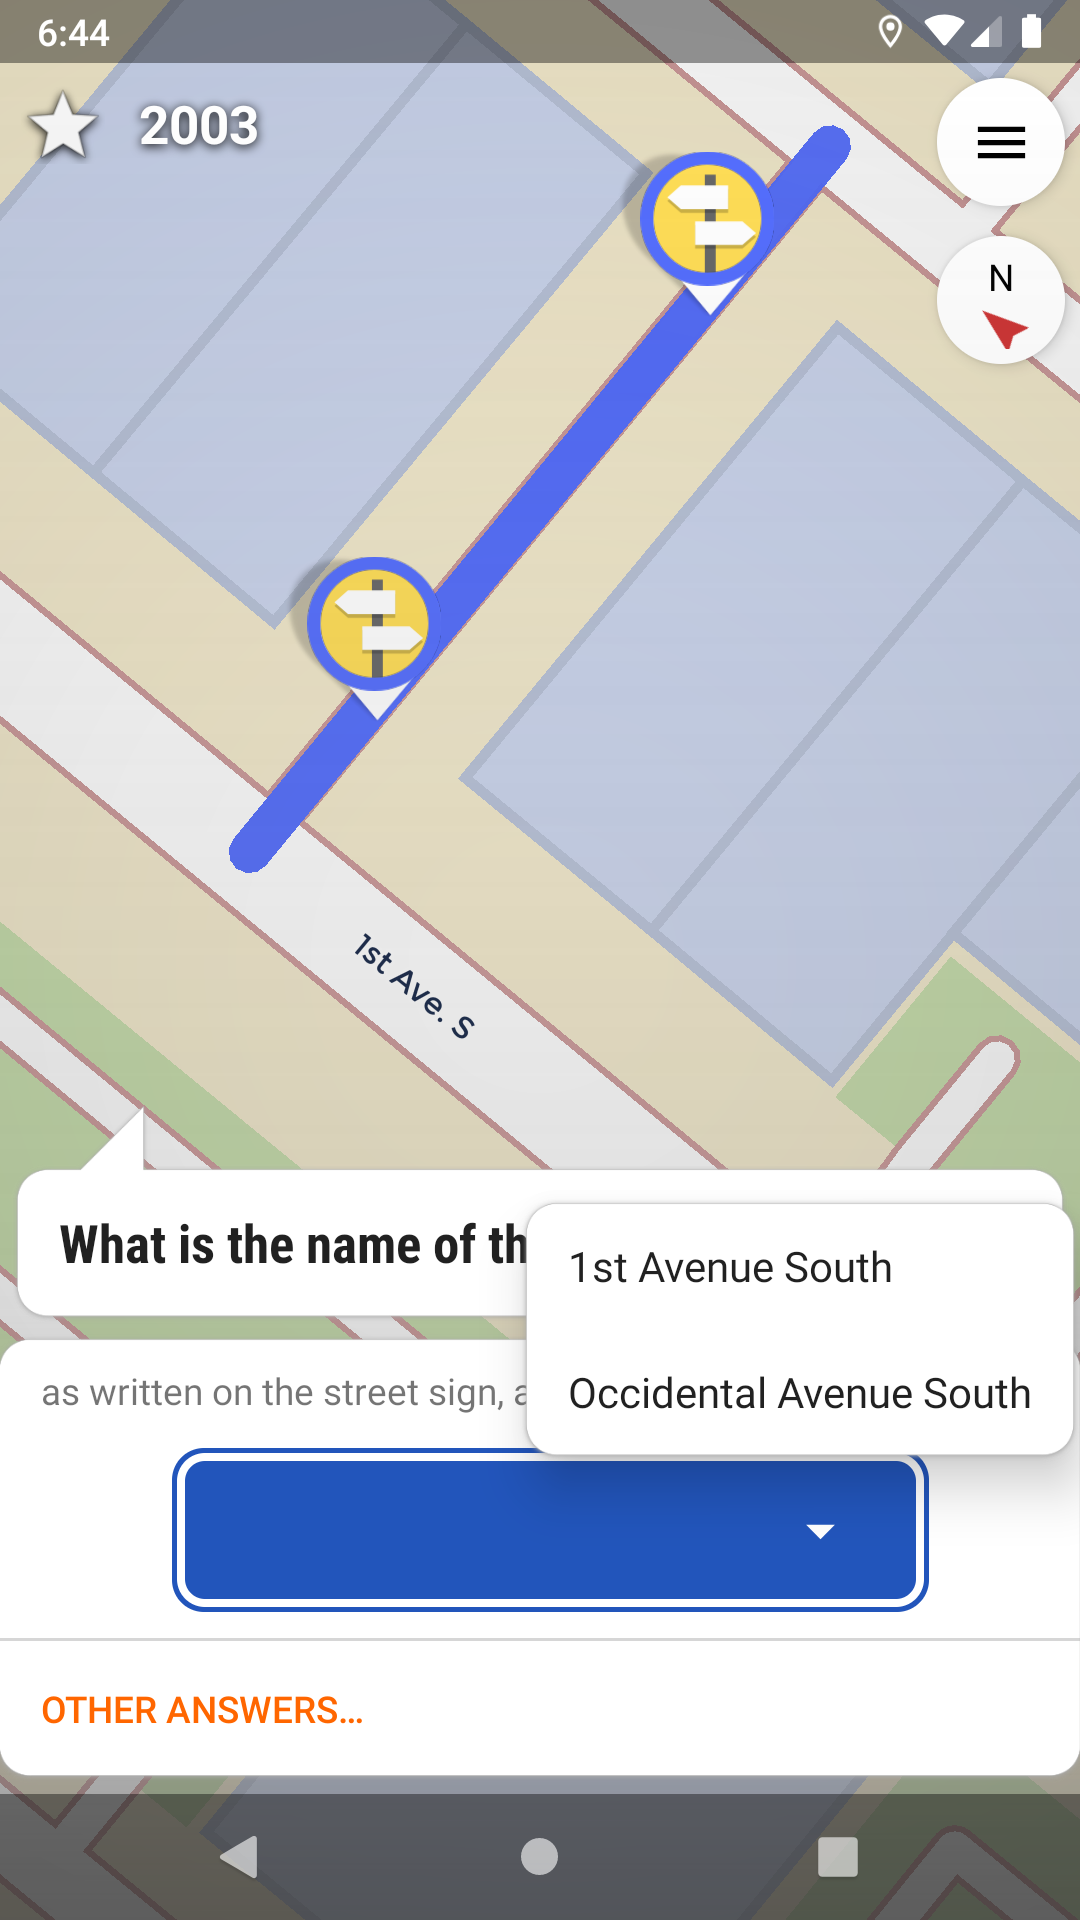 6:44
2003
N
1st Ave. S
What is the name of th
1st Avenue South
as written on the street sign, a
Occidental Avenue South
OTHER ANSWERS...